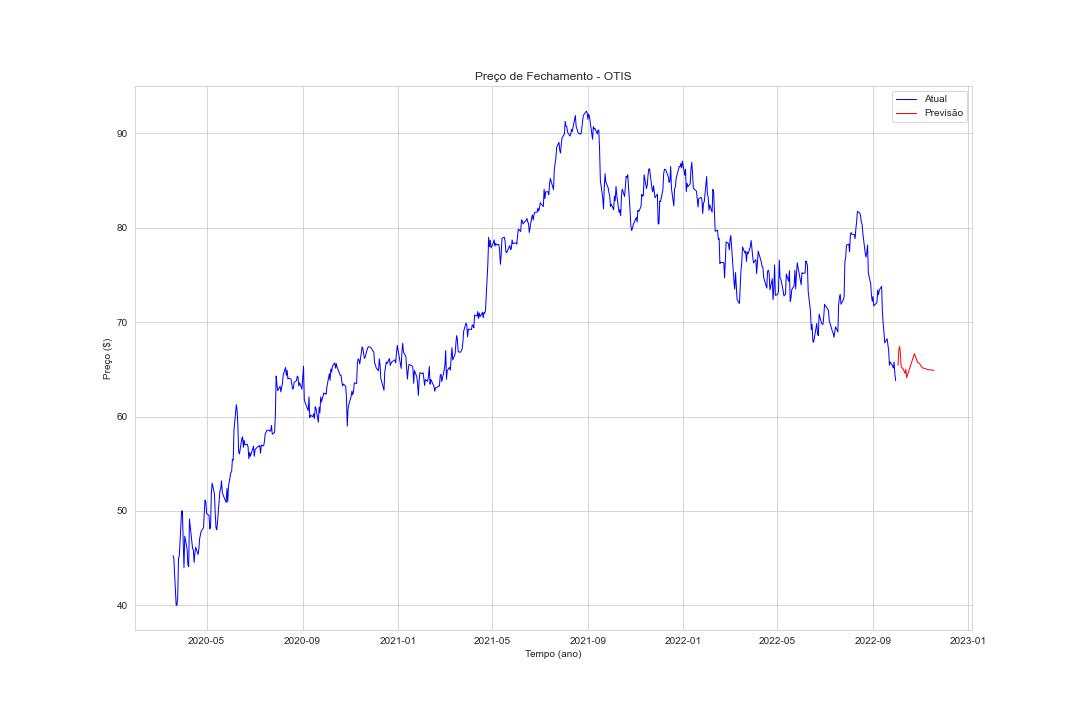 Preço de Fechamento - OTIS
Atual
Previsão
Preço ($)
90
80
70
60
50
40
2020-05 2020-09 2021-01 2021-05 2021-09 2022-01 2022-05 2022-09 2023-01
Tempo (ano)